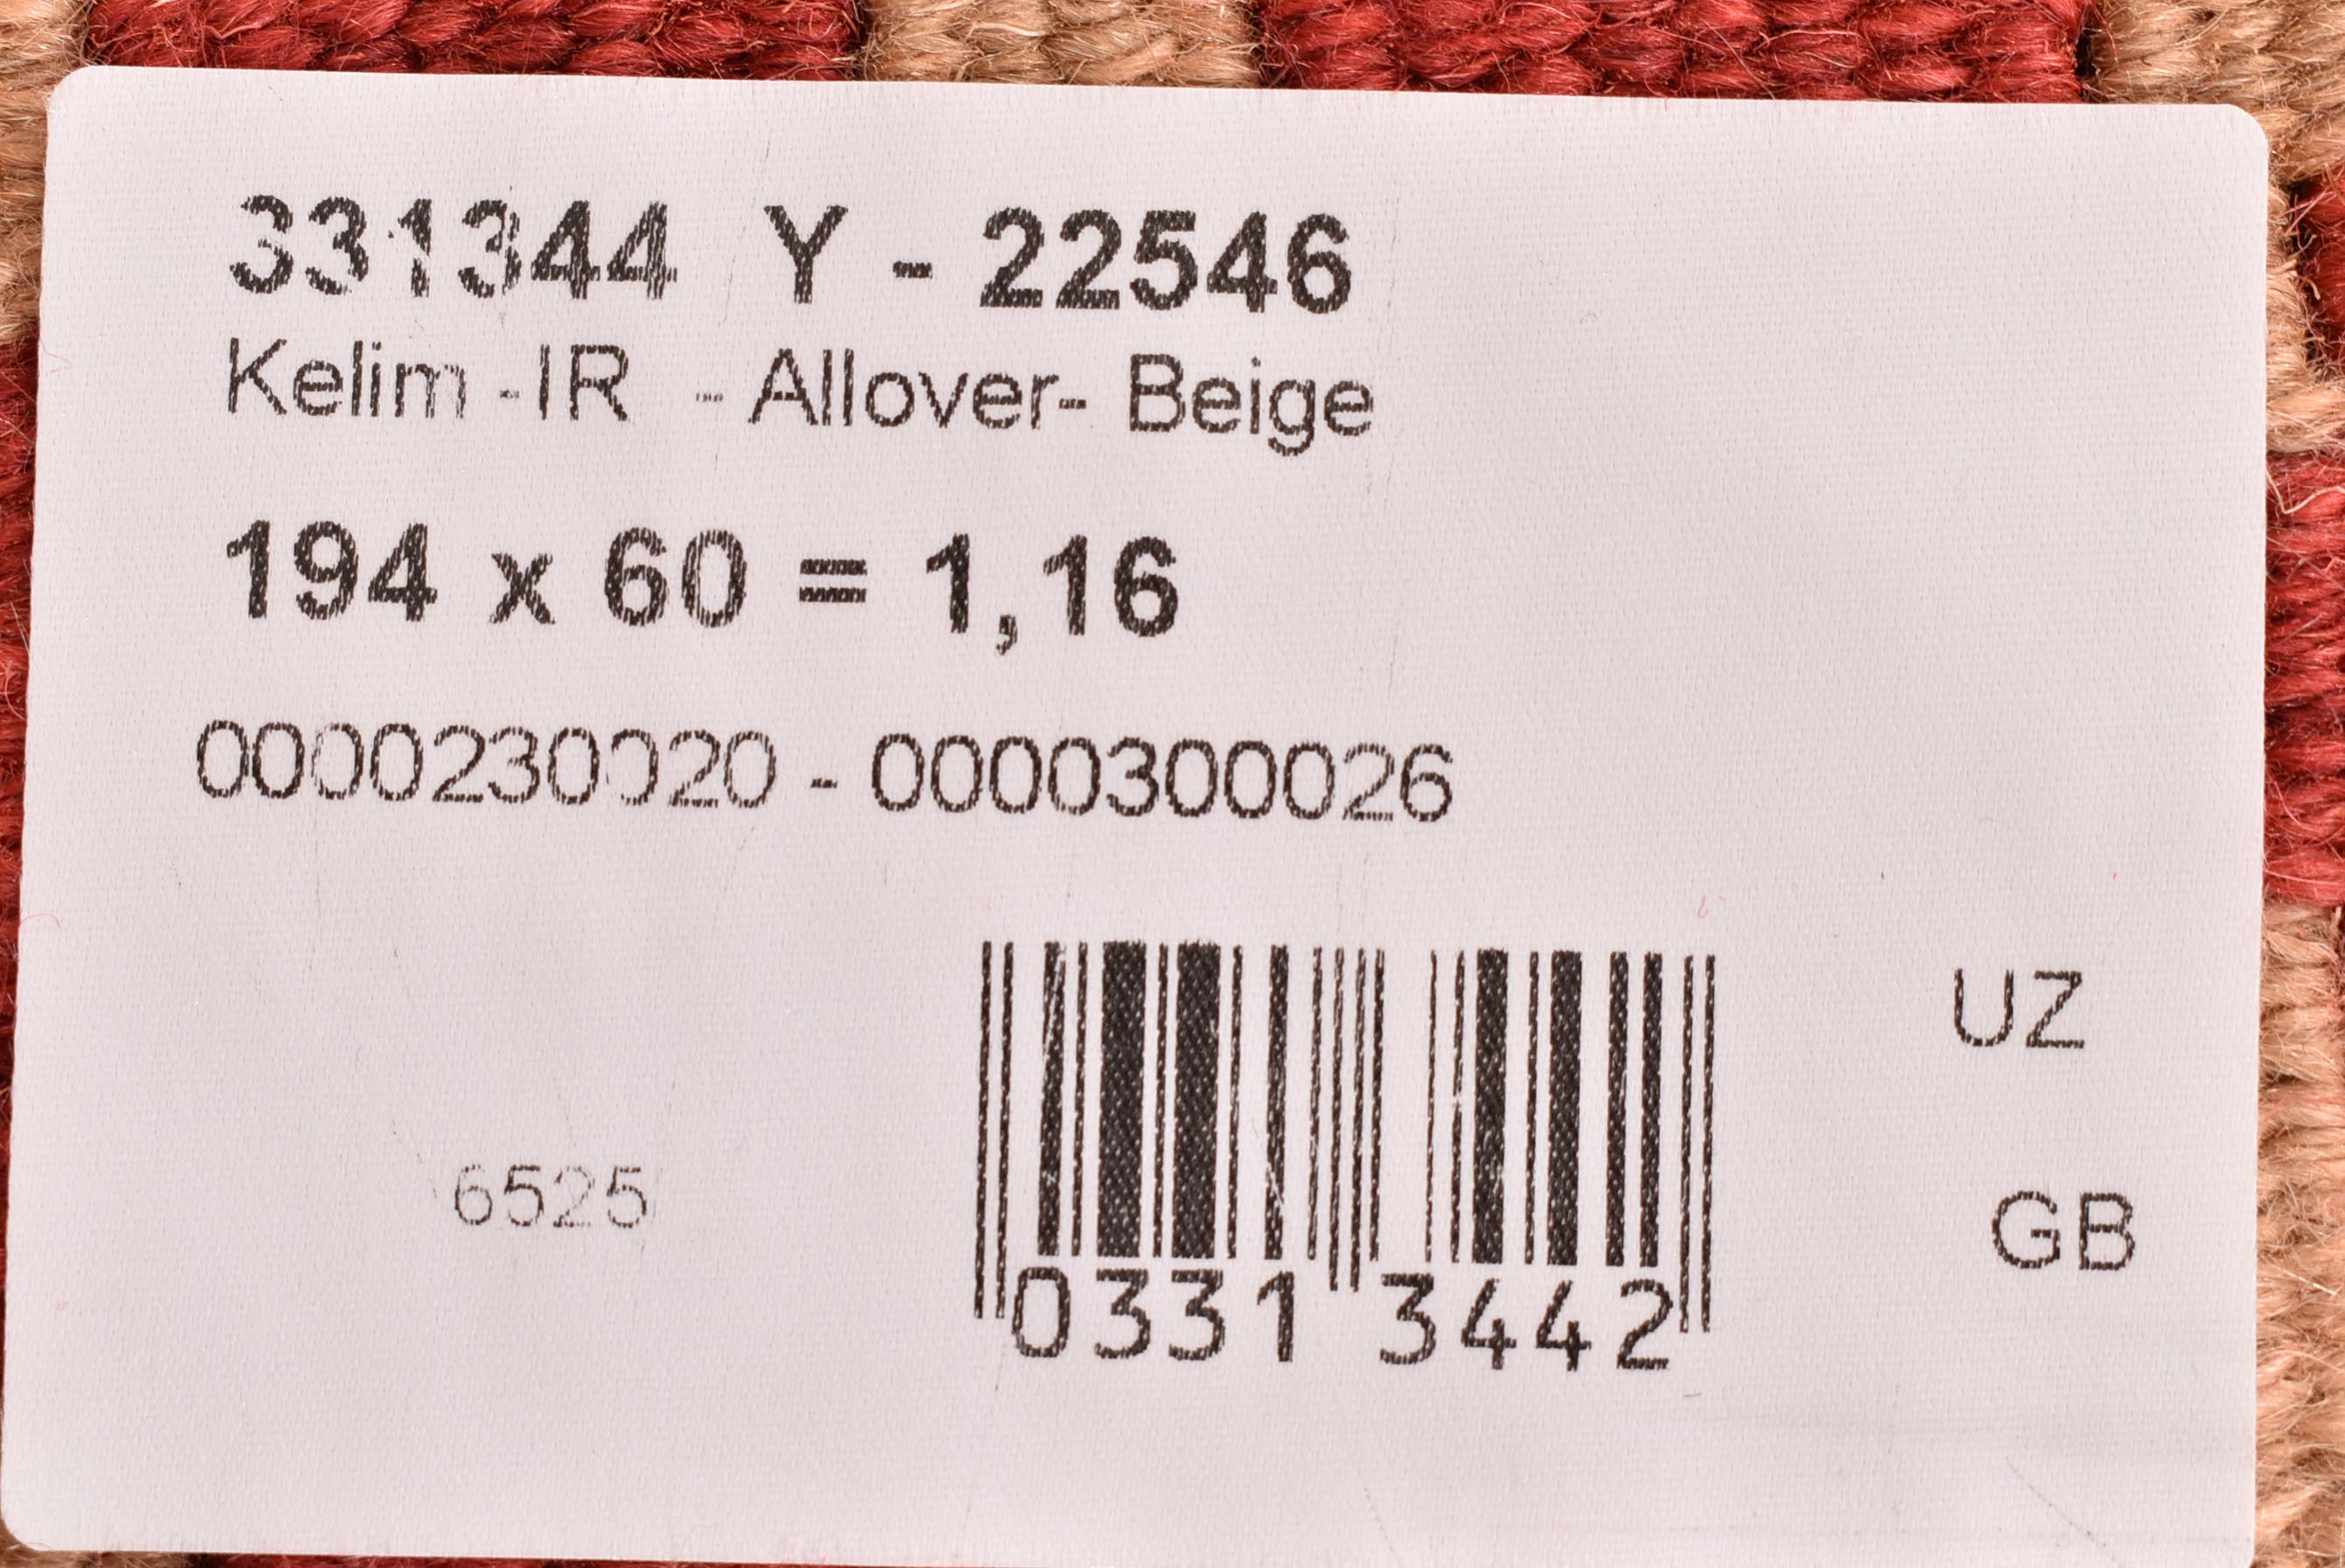 331344 Y - 22546
Kelim -IR - Allover- Beige
194 x 60 = 1,16
0000230020 - 0000300026
UZ
6525
GB
0331 3442